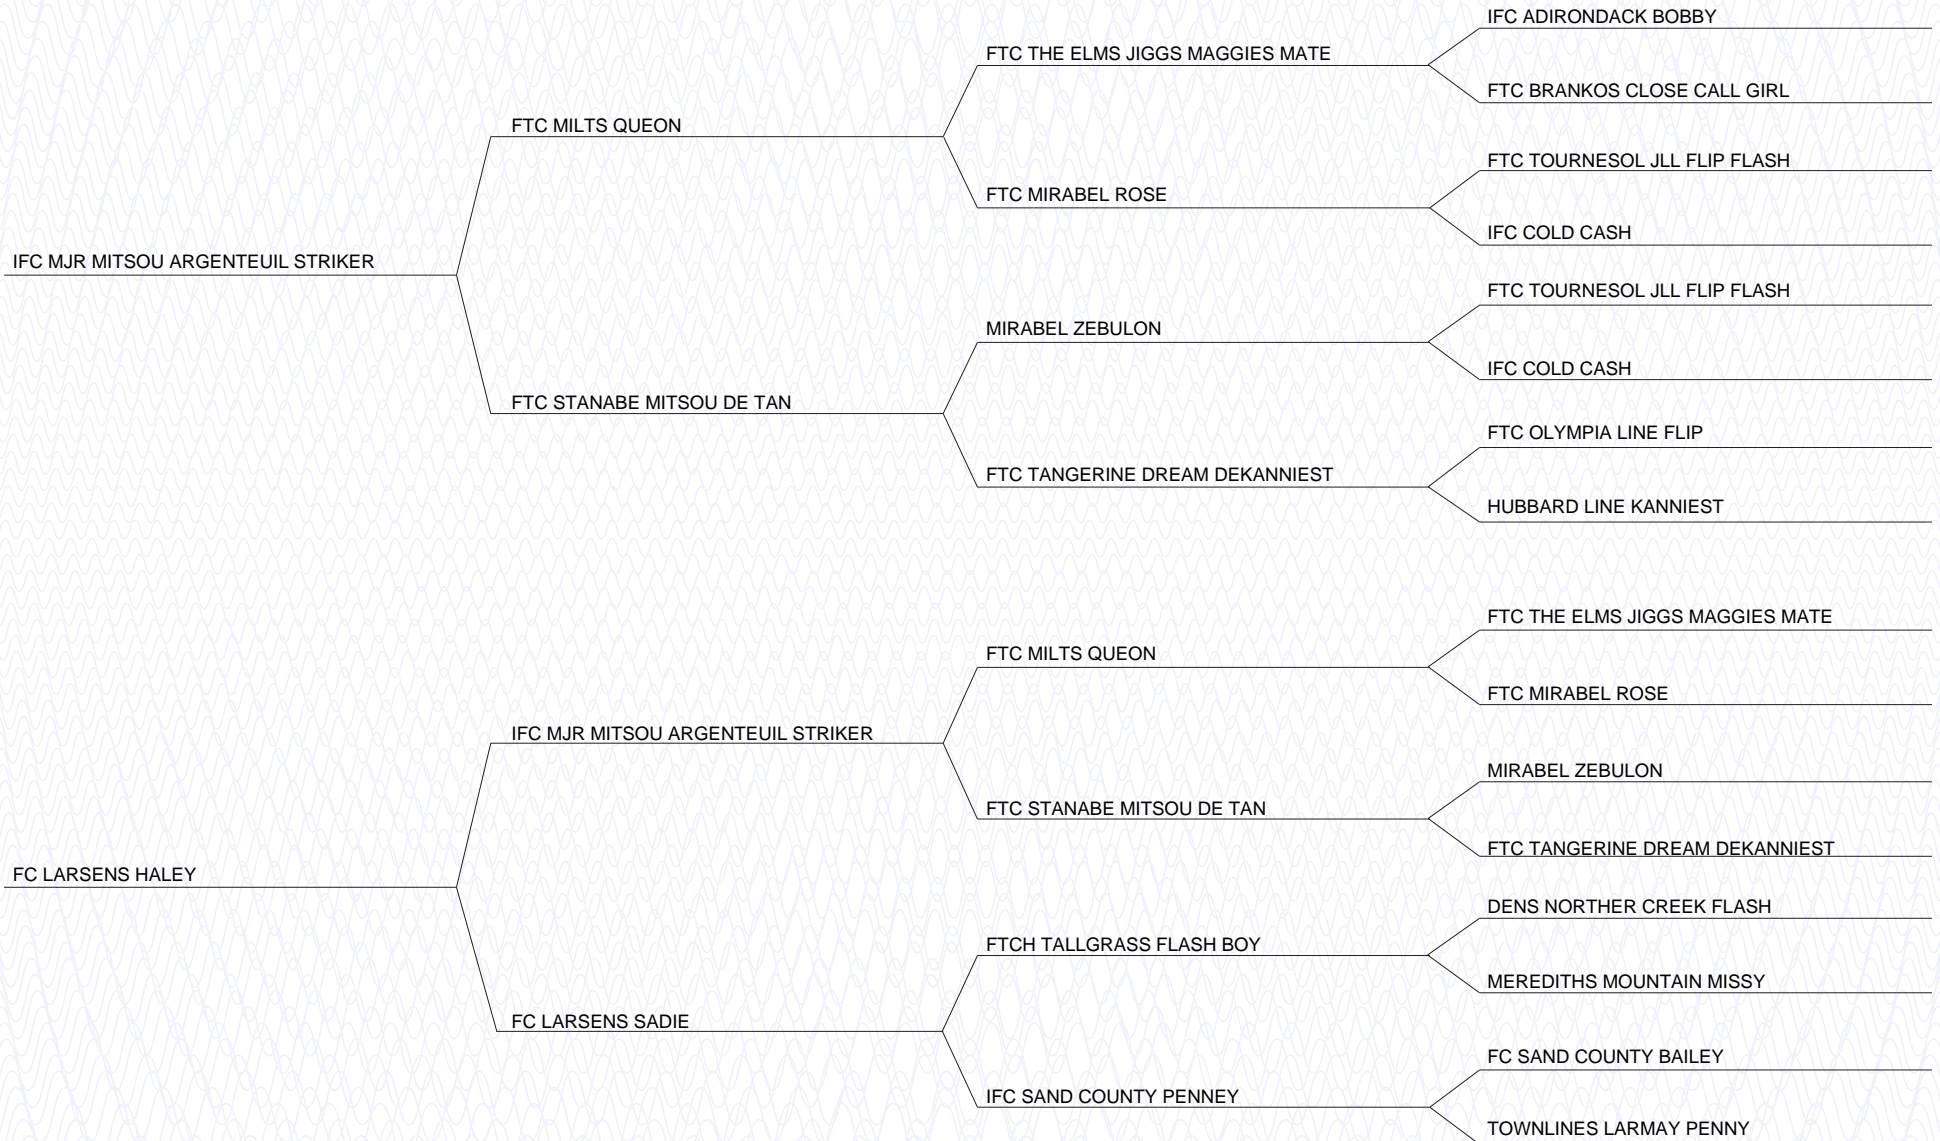 IFC ADIRONDACK BOBBY
FTC THE ELMS JIGGS MAGGIES MATE
FTC BRANKOS CLOSE CALL GIRL
FTC MILTS QUEON
FTC TOURNESOL JLL FLIP FLASH
FTC MIRABEL ROSE
IFC COLD CASH
IFC MJR MITSOU ARGENTEUIL STRIKER
FTC TOURNESOL JLL FLIP FLASH
MIRABEL ZEBULON
IFC COLD CASH
FTC STANABE MITSOU DE TAN
FTC OLYMPIA LINE FLIP
FTC TANGERINE DREAM DEKANNIEST
HUBBARD LINE KANNIEST
FTC THE ELMS JIGGS MAGGIES MATE
FTC MILTS QUEON
FTC MIRABEL ROSE
IFC MJR MITSOU ARGENTEUIL STRIKER
MIRABEL ZEBULON
FTC STANABE MITSOU DE TAN
FTC TANGERINE DREAM DEKANNIEST
FC LARSENS HALEY
DENS NORTHER CREEK FLASH
FTCH TALLGRASS FLASH BOY
MEREDITHS MOUNTAIN MISSY
FC LARSENS SADIE
FC SAND COUNTY BAILEY
IFC SAND COUNTY PENNEY
TOWNLINES LARMAY PENNY